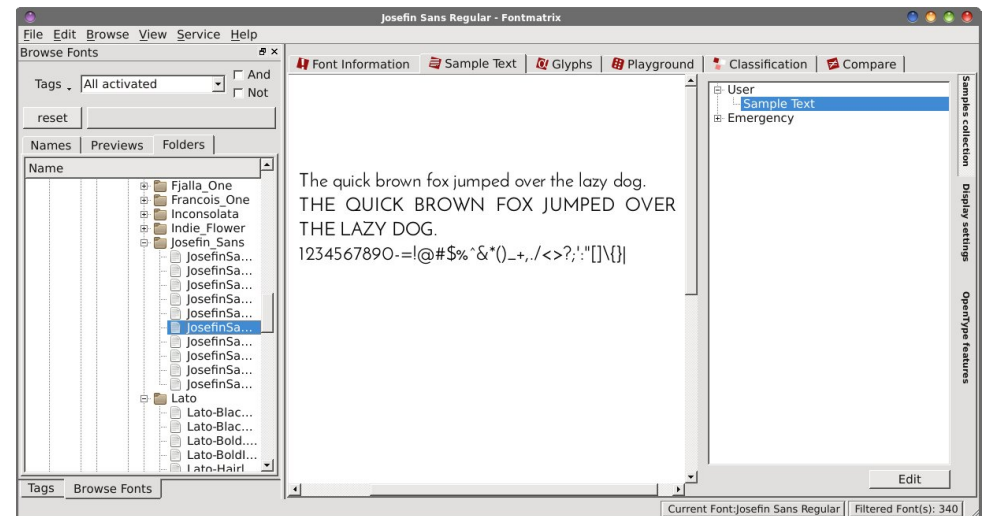 Josefin Sans Regular - Fontmatrix
File Edit Browse View Service Help
Browse Fonts
Tags All activated And
Not
reset
Names Previews Folders
Name
Fjalla_One
Francois_One
Inconsolata
Indie_Flower
Josefin_Sans
JosefinSa...
JosefinSa...
JosefinSa...
JosefinSa...
JosefinSa...
JosefinSa...
JosefinSa...
JosefinSa...
JosefinSa...
JosefinSa...
Lato
Lato-Blac...
Lato-Blac...
Lato-Bold....
Lato-BoldI...
Lato-Hairl
Tags Browse Fonts
Font Information Sample Text Glyphs Playground Classification Compare
The quick brown fox jumped over the lazy dog.
THE QUICK BROWN FOX JUMPED OVER
THE LAZY DOG.
1234567890-=!@#$%^&*()_+,./<>?;':"[]\{}|
User
Sample Text
Emergency
Edit
Samples collection
Display settings
OpenType features
Current Font:Josefin Sans Regular Filtered Font(s): 340